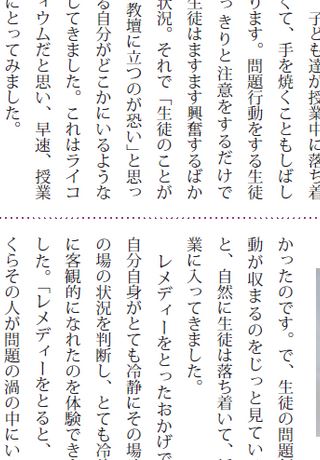 子ども達が授業中に落ち着
くて、手を焼くこともしばし
ります。問題行動をする生徒
っきりと注意をするだけで
生徒はますます興奮するばか
状況。それで「生徒のことが
教壇に立つのが恐い」と思っ
る自分がどこかにいるような
してきました。これはライコ
ィウムだと思い、早速、授業
にとってみました。
かったのです。で、生徒の問題
動が収まるのをじっと見てい
と、自然に生徒は落ち着いて、
業に入ってきました。
レメディーをとったおかげで
自分自身がとても冷静にその場
の場の状況を判断し、とても冷
に客観的になれたのを体験でき
した。「レメディーをとると、
くらその人が問題の渦の中にい